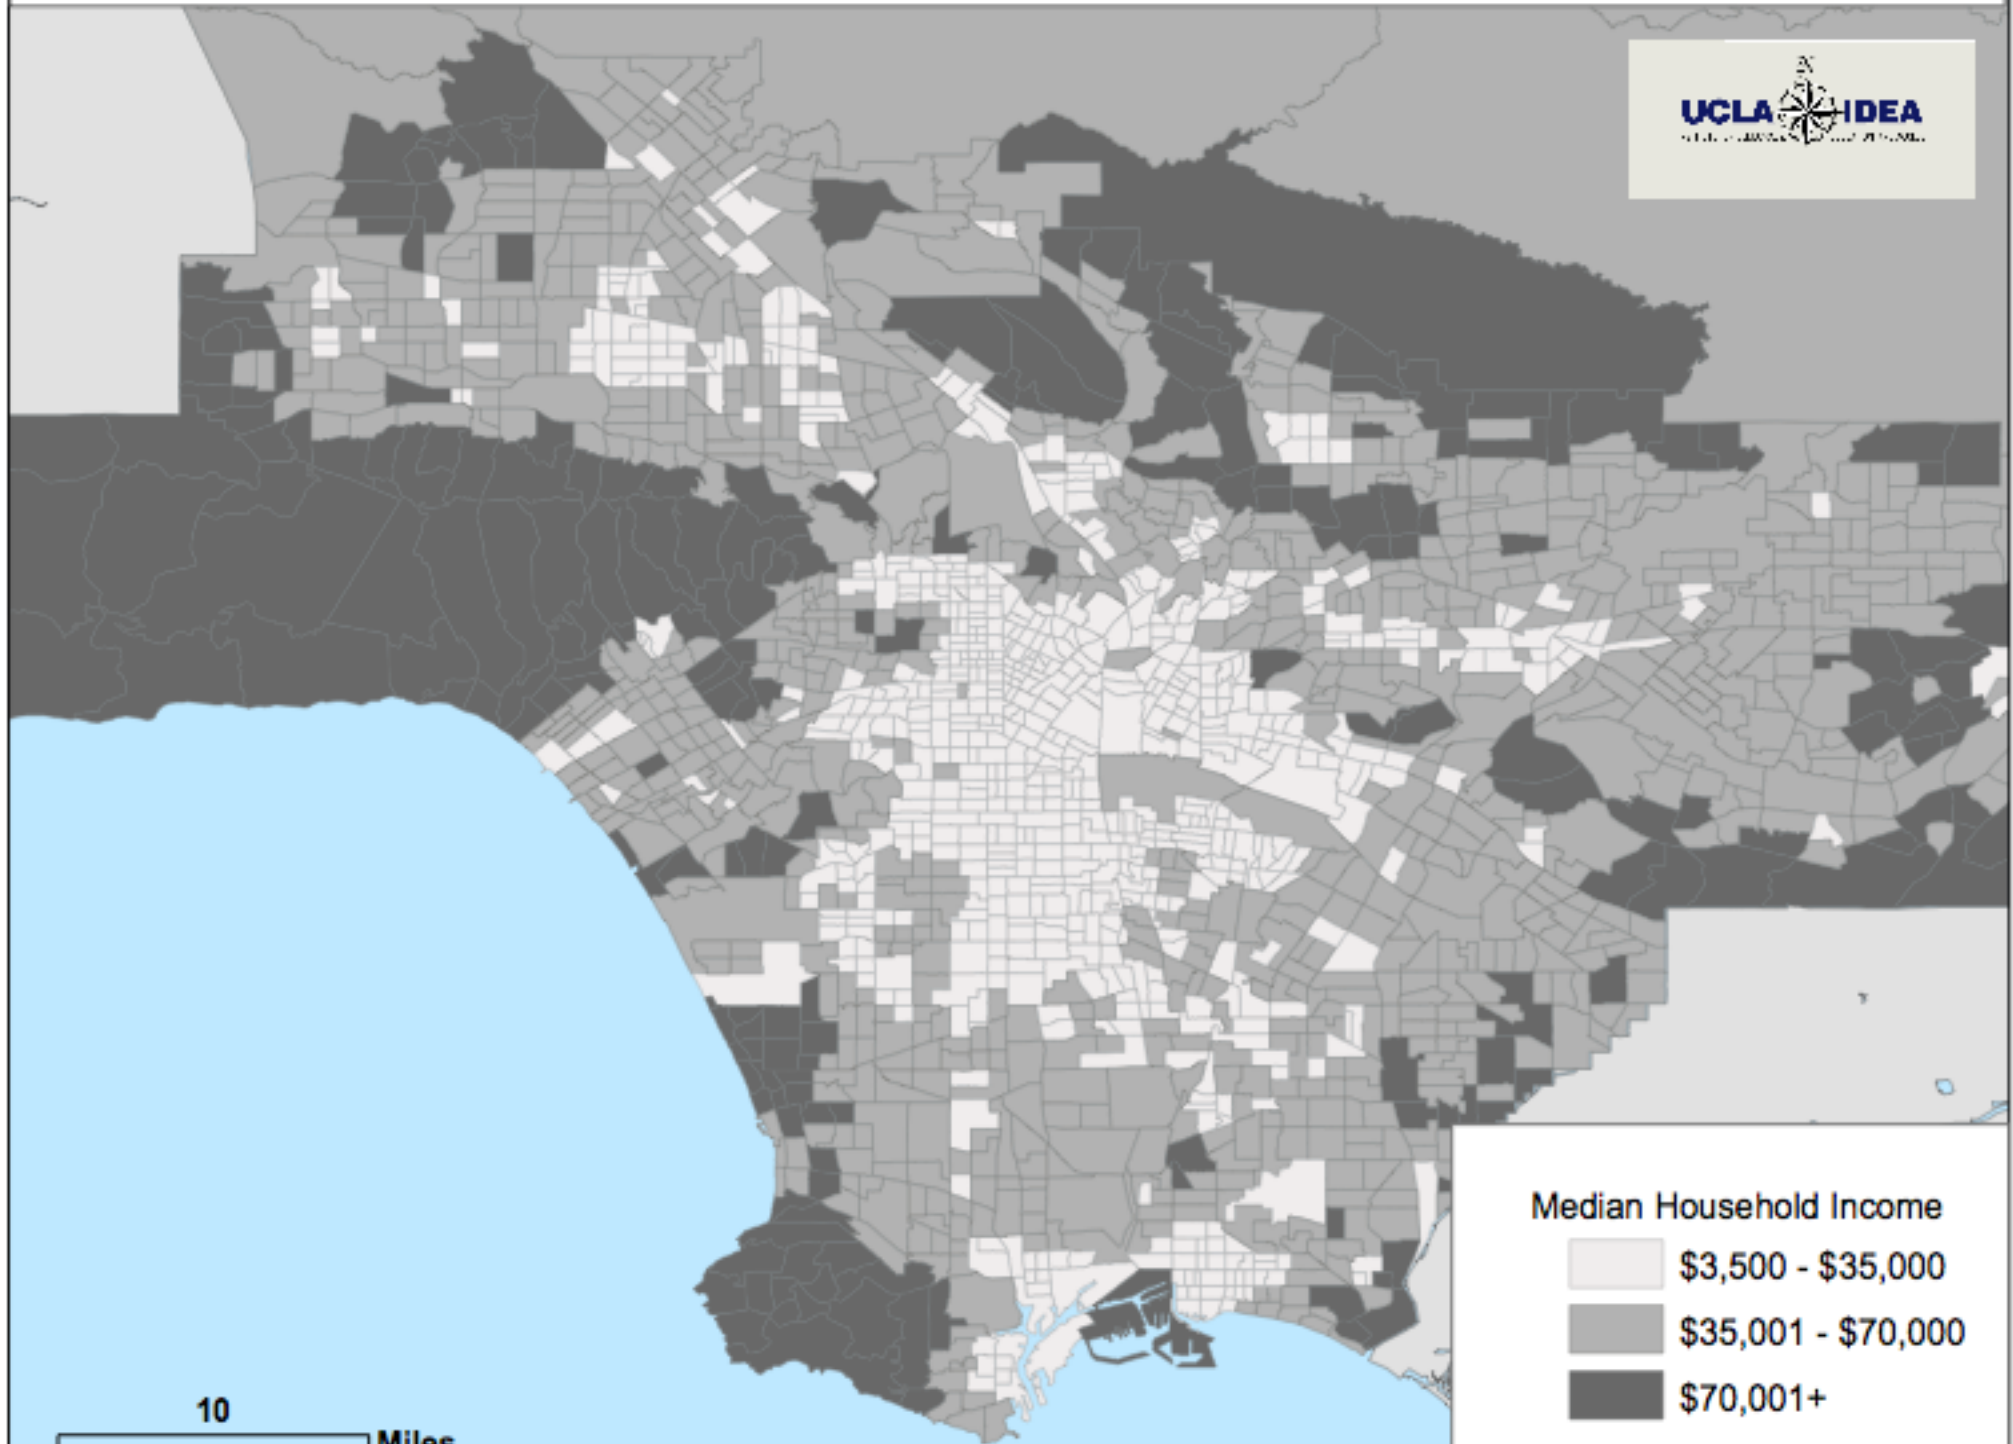 N
UCLA IDEA
Median Household Income
$3,500 - $35,000
$35,001 - $70,000
$70,001+
10
Miles